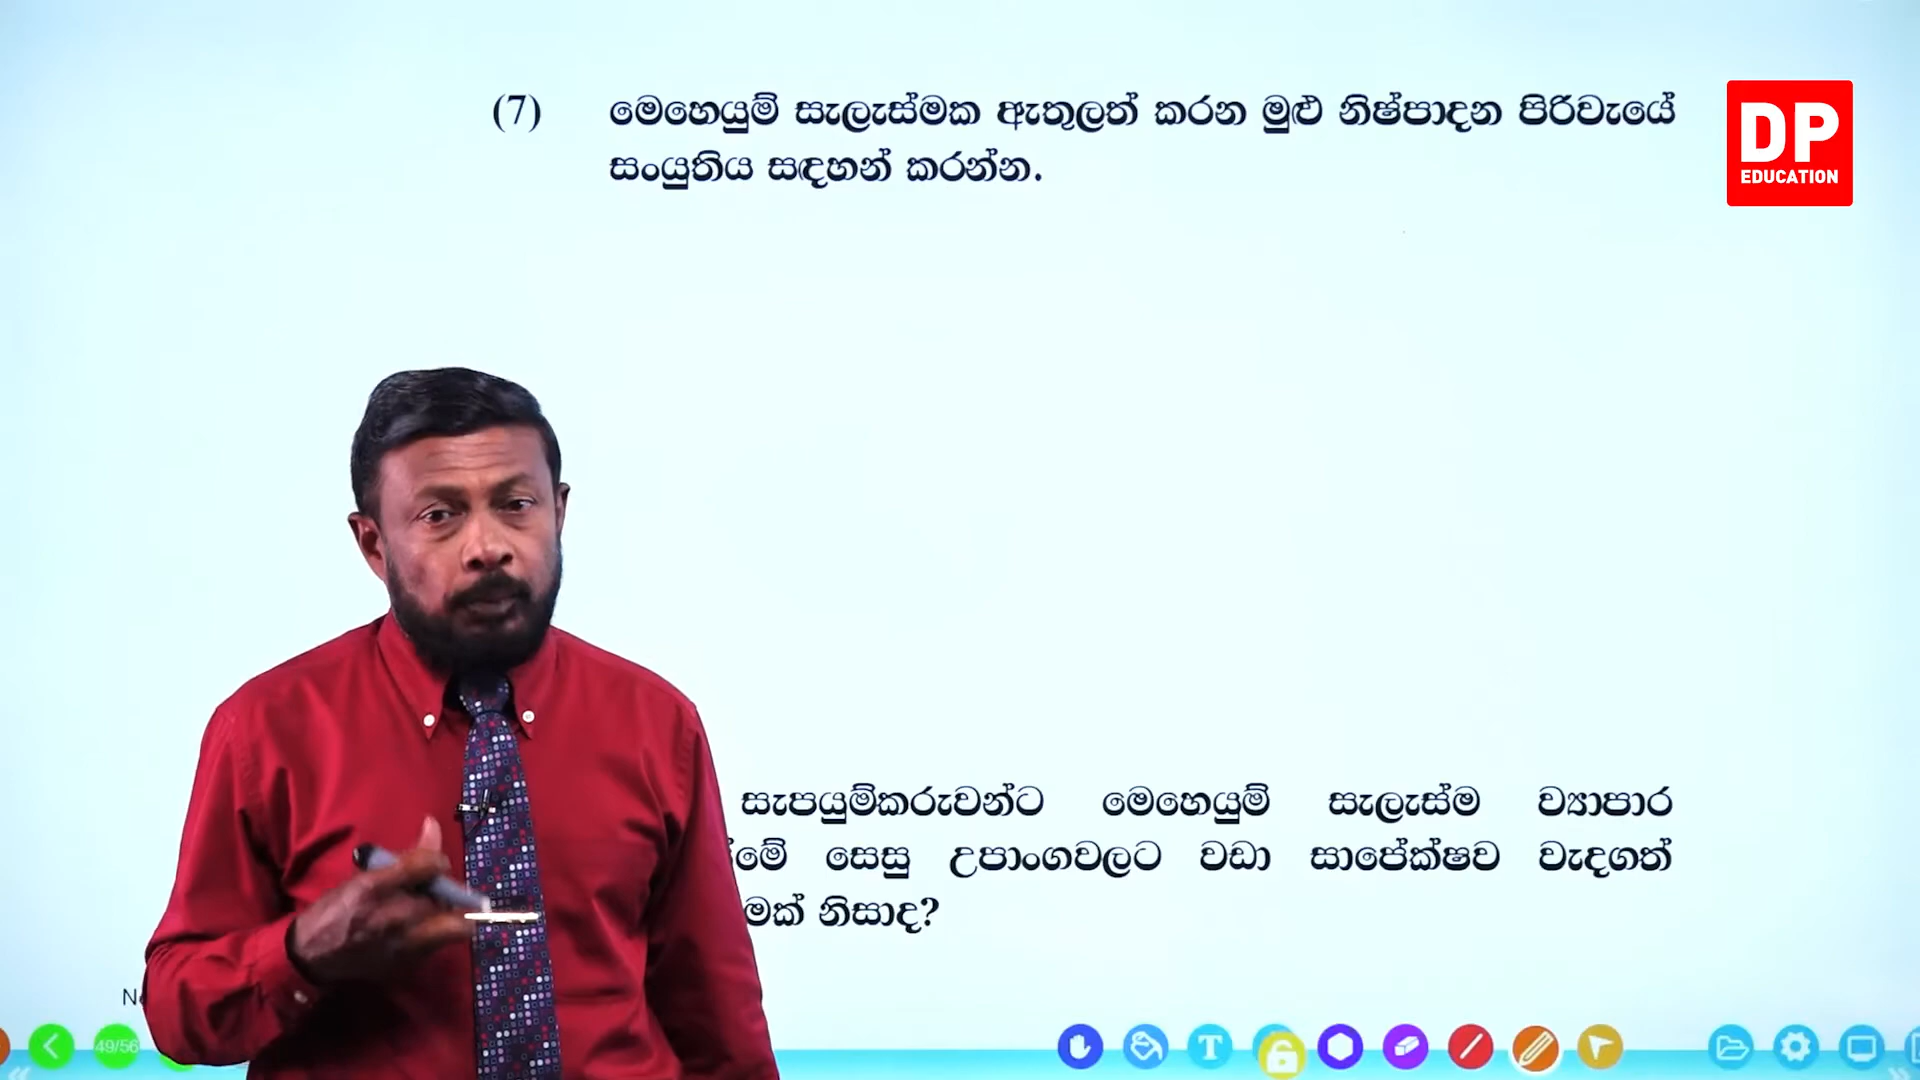 (7) මෙහෙයුම් සැලැස්මක ඇතුලත් කරන මුළු නිෂ්පාදන පිරිවැයේ
සංයුතිය සඳහන් කරන්න.
DP
EDUCATION
සැපයුම්කරුවන්ට මෙහෙයුම් සැලැස්ම ව්‍යාපාර
සෙසු උපාංගවලට වඩා සාපේක්ෂව වැදගත්
නිසාද?
49/56
T